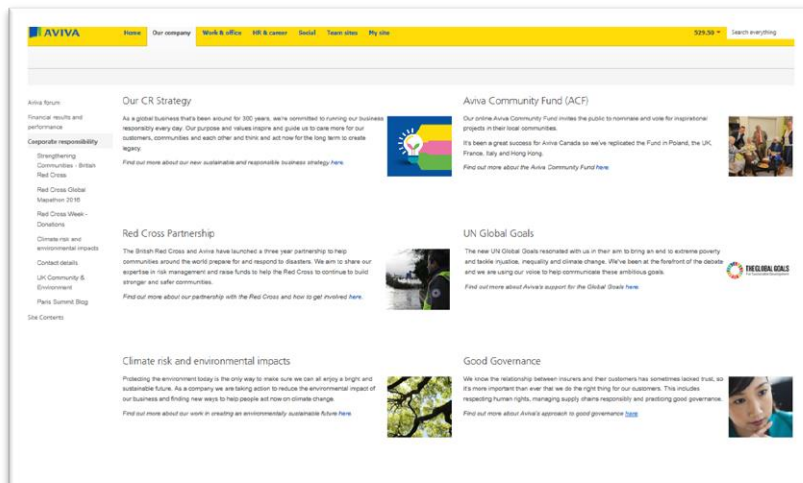 AVIVA
Home Our company Work & office HR & career Social Team sites My site
529.50 Search everything
Aviva forum
Financial results and
performance
Corporate responsibility
Strengthening
Communities - British
Red Cross
Red Cross Global
Mapathon 2016
Red Cross Week -
Donations
Climate risk and
environmental impacts
Contact details
UK Community &
Environment
Paris Summit Blog
Site Contents
Our CR Strategy
As a global business that's been around for 300 years, we're committed to running our business
responsibly every day. Our purpose and values inspire and guide us to care more for our
customers, communities and each other and think and act now for the long term to create
legacy.
Find out more about our new sustainable and responsible business strategy here.
Aviva Community Fund (ACF)
Our online Aviva Community Fund invites the public to nominate and vote for inspirational
projects in their local communities.
It's been a great success for Aviva Canada so we've replicated the Fund in Poland, the UK,
France, Italy and Hong Kong.
Find out more about the Aviva Community Fund here.
Red Cross Partnership
The British Red Cross and Aviva have launched a three year partnership to help
communities around the world prepare for and respond to disasters. We aim to share our
expertise in risk management and raise funds to help the Red Cross to continue to build
stronger and safer communities.
Find out more about our partnership with the Red Cross and how to get involved here.
UN Global Goals
The new UN Global Goals resonated with us in their aim to bring an end to extreme poverty
and tackle injustice, inequality and climate change. We've been at the forefront of the debate
and we are using our voice to help communicate these ambitious goals.
Find out more about Aviva's support for the Global Goals here.
THE GLOBAL GOALS
For Sustainable Development
Climate risk and environmental impacts
Protecting the environment today is the only way to make sure we can all enjoy a bright and
sustainable future. As a company we are taking action to reduce the environmental impact of
our business and finding new ways to help people act now on climate change.
Find out more about our work in creating an environmentally sustainable future here.
Good Governance
We know the relationship between insurers and their customers has sometimes lacked trust, so
it's more important than ever that we do the right thing for our customers. This includes
respecting human rights, managing supply chains responsibly and practising good governance.
Find out more about Aviva's approach to good governance here